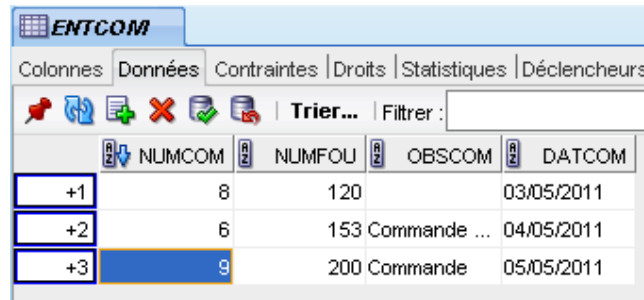 ENTCOM
Colonnes Données Contraintes Droits Statistiques Déclencheurs
Trier... Filtrer :
NUMCOM NUMFOU OBSCOM DATCOM
+1 8 120 03/05/2011
+2 6 153 Commande ... 04/05/2011
+3 9 200 Commande 05/05/2011